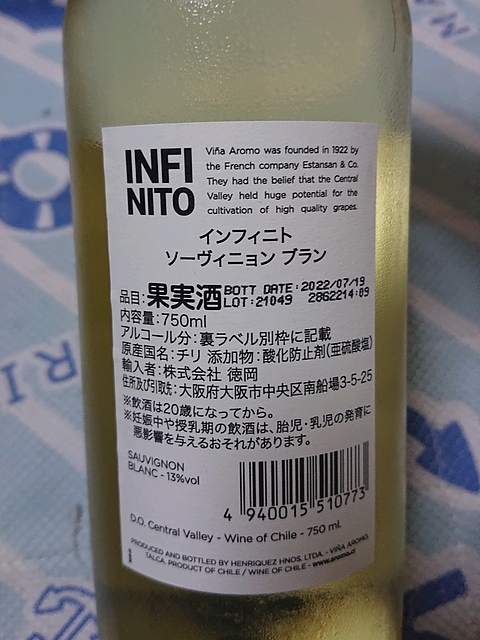 INFI
NITO
Viña Aromo was founded in 1922 by
the French company Estansan & Co.
They had the belief that the Central
Valley held huge potential for the
cultivation of high quality grapes.
インフィニト
ソーヴィニョン ブラン
品目:果実酒
BOTT DATE:2022/07/19
LOT:21049 2862214:09
内容量:750ml
アルコール分:裏ラベル別枠に記載
原産国名:チリ 添加物:酸化防止剤(亜硫酸塩)
輸入者:株式会社 徳岡
住所及び引取先:大阪府大阪市中央区南船場3-5-25
※飲酒は20歳になってから。
※妊娠中や授乳期の飲酒は、胎児・乳児の発育に
悪影響を与えるおそれがあります。
SAUVIGNON
BLANC - 13%vol
4 940015 510773
D.O. Central Valley - Wine of Chile - 750 ml.
PRODUCED AND BOTTLED BY HENRIQUEZ HNOS. LTDA. - VIÑA AROMO.
TALCA. PRODUCT OF CHILE / WINE OF CHILE - www.aromo.cl